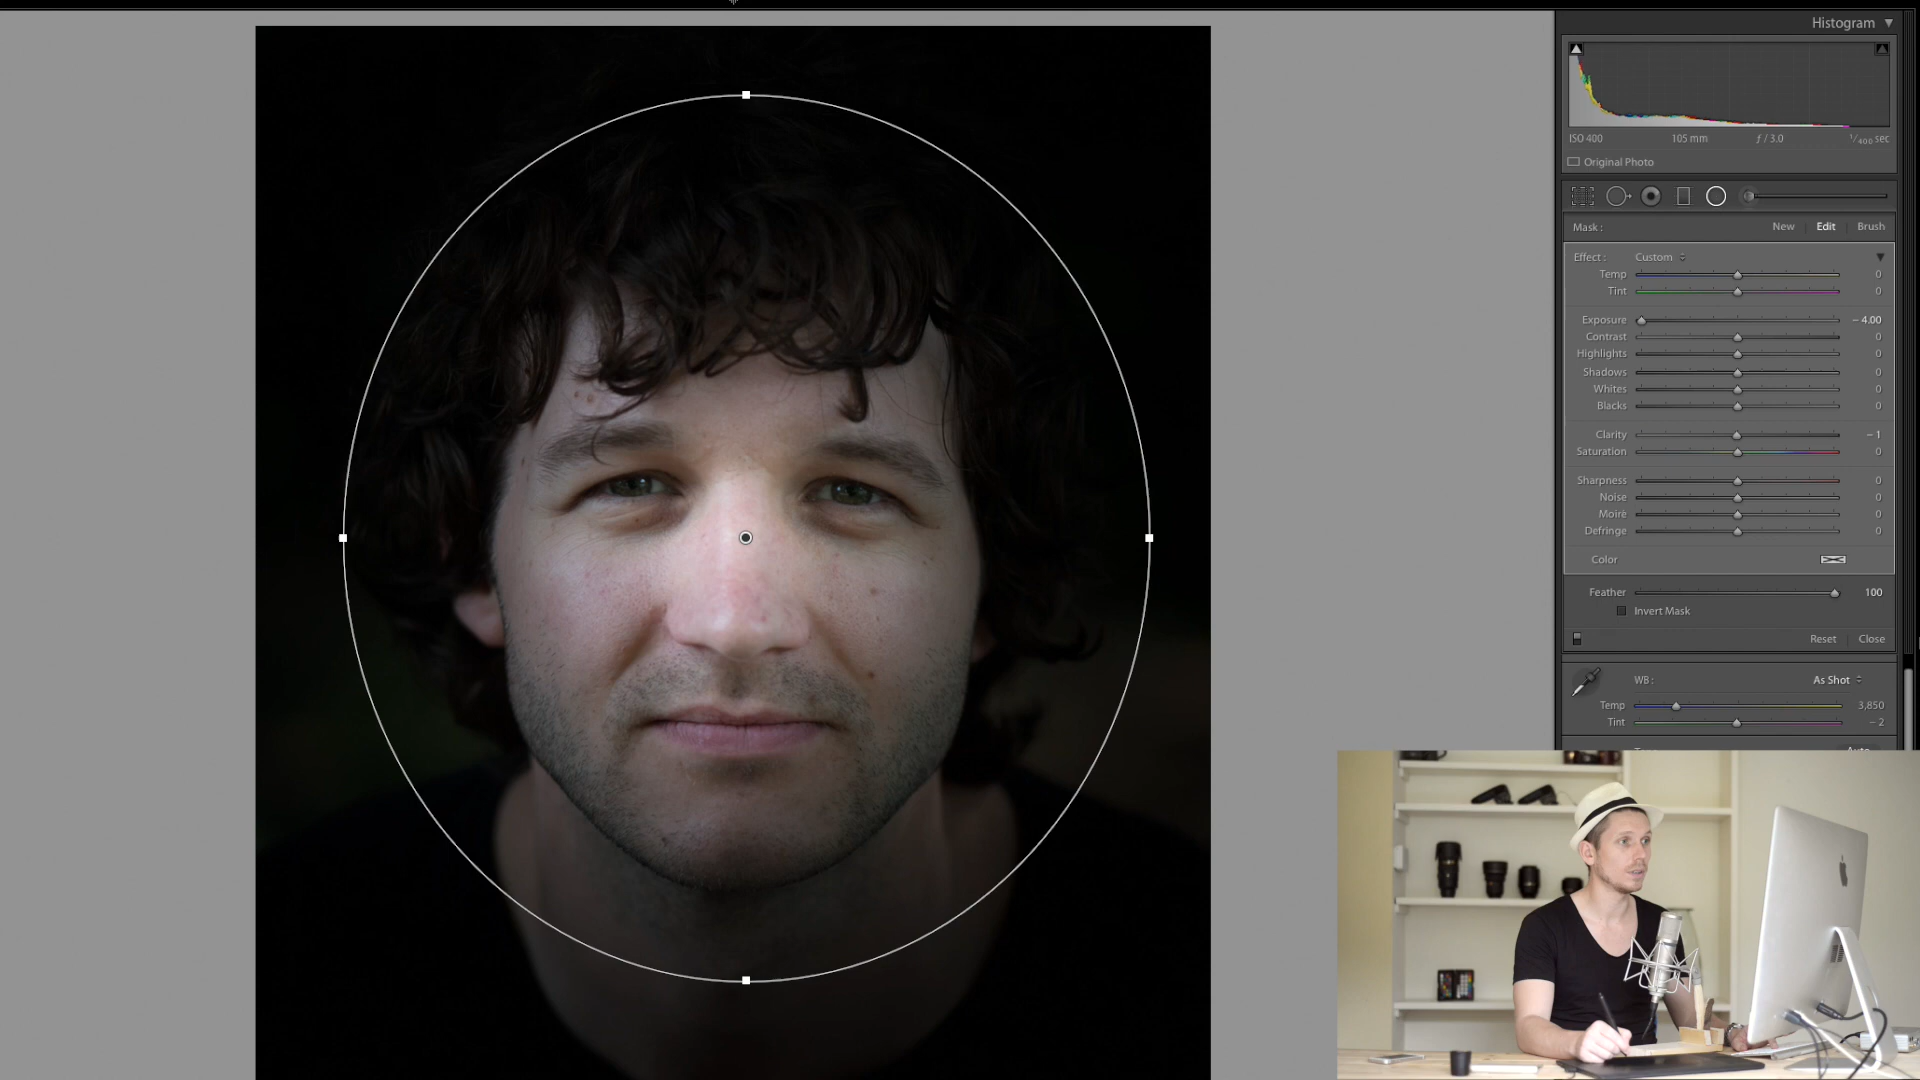 Histogram
ISO 400 105 mm ƒ / 3.0 1/400 sec
Original Photo
Mask : New Edit Brush
Effect : Custom
Temp 0
Tint 0
Exposure – 4.00
Contrast 0
Highlights 0
Shadows 0
Whites 0
Blacks 0
Clarity – 1
Saturation 0
Sharpness 0
Noise 0
Moiré 0
Defringe 0
Color
Feather 100
Invert Mask
Reset Close
WB : As Shot
Temp 3,850
Tint – 2